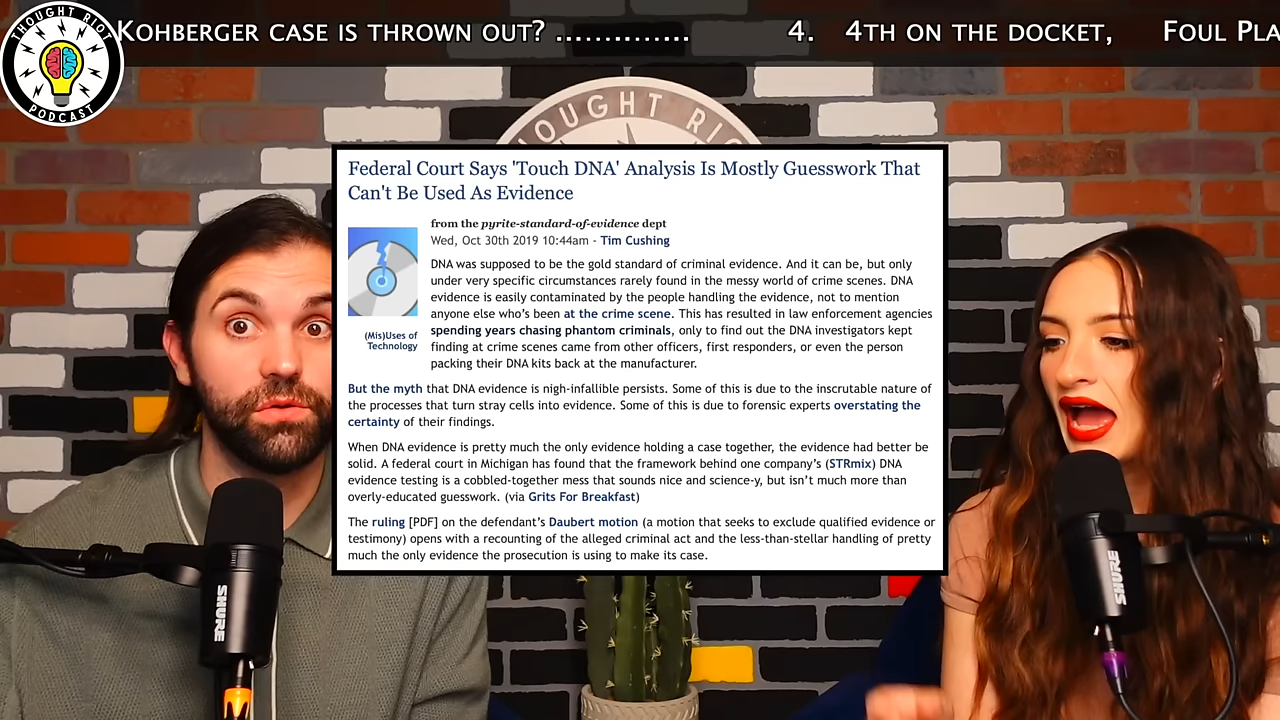 Kohberger case is thrown out? ..............   4.   4th on the docket,   Foul Pla
THOUGHT RIOT
PODCAST
HOUGHT RIO
Federal Court Says 'Touch DNA' Analysis Is Mostly Guesswork That
Can't Be Used As Evidence
from the pyrite-standard-of-evidence dept
Wed, Oct 30th 2019 10:44am - Tim Cushing
(Mis)Uses of
Technology
DNA was supposed to be the gold standard of criminal evidence. And it can be, but only
under very specific circumstances rarely found in the messy world of crime scenes. DNA
evidence is easily contaminated by the people handling the evidence, not to mention
anyone else who's been at the crime scene. This has resulted in law enforcement agencies
spending years chasing phantom criminals, only to find out the DNA investigators kept
finding at crime scenes came from other officers, first responders, or even the person
packing their DNA kits back at the manufacturer.
But the myth that DNA evidence is nigh-infallible persists. Some of this is due to the inscrutable nature of
the processes that turn stray cells into evidence. Some of this is due to forensic experts overstating the
certainty of their findings.
When DNA evidence is pretty much the only evidence holding a case together, the evidence had better be
solid. A federal court in Michigan has found that the framework behind one company's (STRmix) DNA
evidence testing is a cobbled-together mess that sounds nice and science-y, but isn't much more than
overly-educated guesswork. (via Grits For Breakfast)
The ruling [PDF] on the defendant's Daubert motion (a motion that seeks to exclude qualified evidence or
testimony) opens with a recounting of the alleged criminal act and the less-than-stellar handling of pretty
much the only evidence the prosecution is using to make its case.
SHURE
SHURE